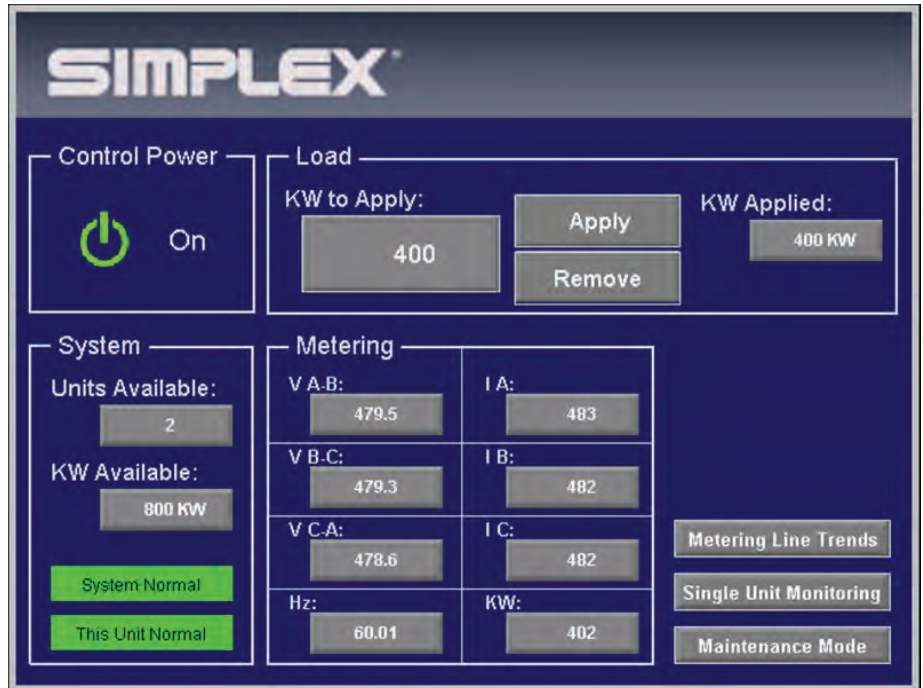 SIMPLEX
Control Power
On
Load
KW to Apply:
400
Apply
Remove
KW Applied:
400 KW
System
Units Available:
2
KW Available:
800 KW
System Normal
This Unit Normal
Metering
V A-B:
479.5
I A:
483
V B-C:
479.3
I B:
482
V C-A:
478.6
I C:
482
Hz:
60.01
KW:
402
Metering Line Trends
Single Unit Monitoring
Maintenance Mode